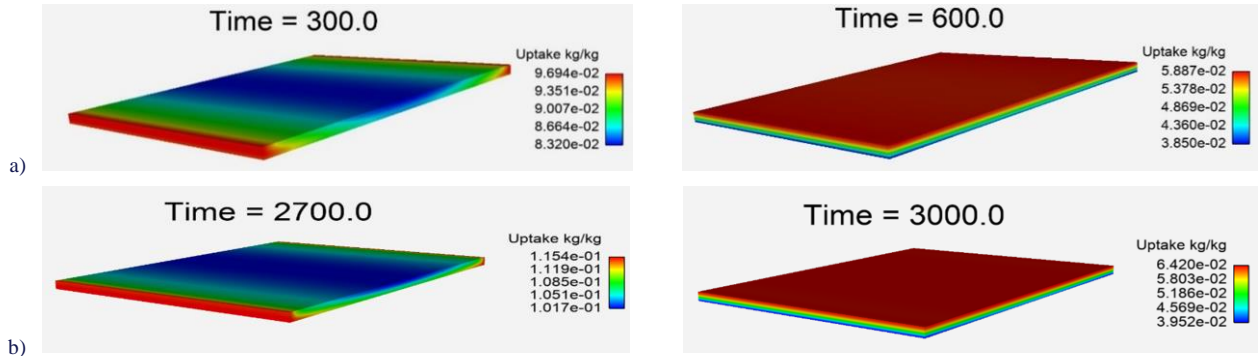 Time = 300.0
Uptake kg/kg
9.694e-02
9.351e-02
9.007e-02
8.664e-02
8.320e-02
Time = 600.0
Uptake kg/kg
5.887e-02
5.378e-02
4.869e-02
4.360e-02
3.850e-02
a)
Time = 2700.0
Uptake kg/kg
1.154e-01
1.119e-01
1.085e-01
1.051e-01
1.017e-01
Time = 3000.0
Uptake kg/kg
6.420e-02
5.803e-02
5.186e-02
4.569e-02
3.952e-02
b)